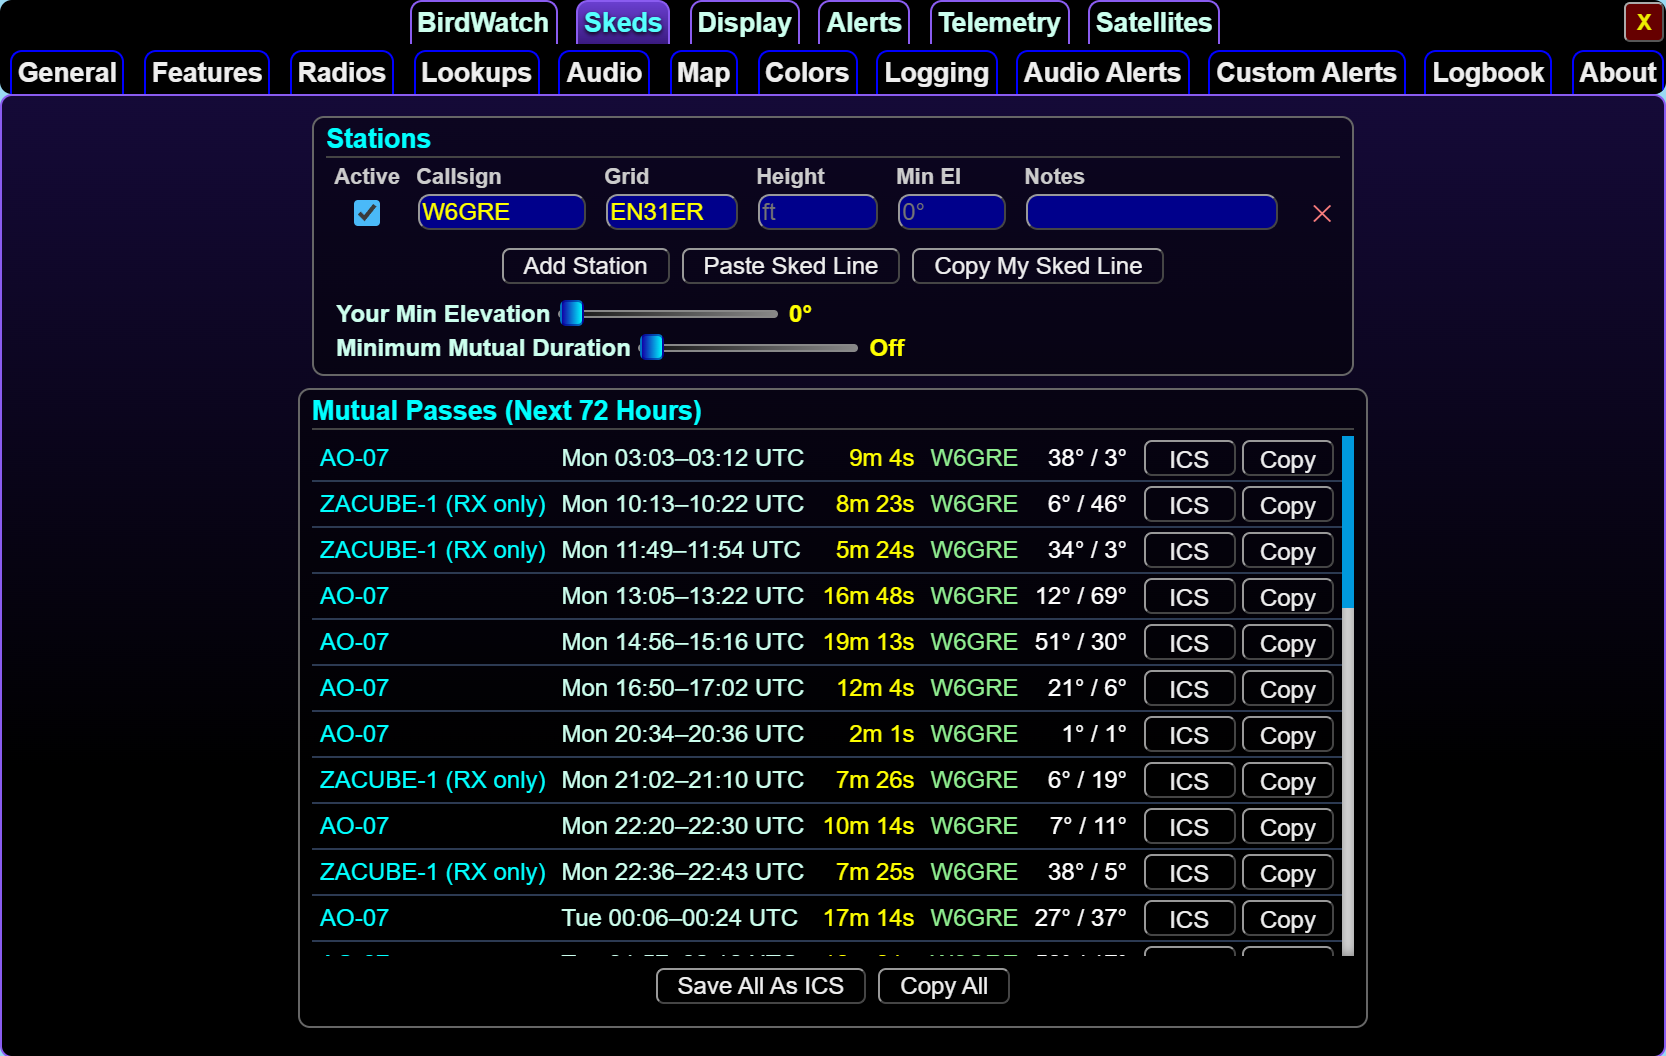 BirdWatch Skeds Display Alerts Telemetry Satellites X
General Features Radios Lookups Audio Map Colors Logging Audio Alerts Custom Alerts Logbook About
Stations
Active Callsign Grid Height Min El Notes
W6GRE EN31ER ft 0°
Add Station Paste Sked Line Copy My Sked Line
Your Min Elevation 0°
Minimum Mutual Duration Off
Mutual Passes (Next 72 Hours)
AO-07 Mon 03:03–03:12 UTC 9m 4s W6GRE 38° / 3° ICS Copy
ZACUBE-1 (RX only) Mon 10:13–10:22 UTC 8m 23s W6GRE 6° / 46° ICS Copy
ZACUBE-1 (RX only) Mon 11:49–11:54 UTC 5m 24s W6GRE 34° / 3° ICS Copy
AO-07 Mon 13:05–13:22 UTC 16m 48s W6GRE 12° / 69° ICS Copy
AO-07 Mon 14:56–15:16 UTC 19m 13s W6GRE 51° / 30° ICS Copy
AO-07 Mon 16:50–17:02 UTC 12m 4s W6GRE 21° / 6° ICS Copy
AO-07 Mon 20:34–20:36 UTC 2m 1s W6GRE 1° / 1° ICS Copy
ZACUBE-1 (RX only) Mon 21:02–21:10 UTC 7m 26s W6GRE 6° / 19° ICS Copy
AO-07 Mon 22:20–22:30 UTC 10m 14s W6GRE 7° / 11° ICS Copy
ZACUBE-1 (RX only) Mon 22:36–22:43 UTC 7m 25s W6GRE 38° / 5° ICS Copy
AO-07 Tue 00:06–00:24 UTC 17m 14s W6GRE 27° / 37° ICS Copy
Save All As ICS Copy All